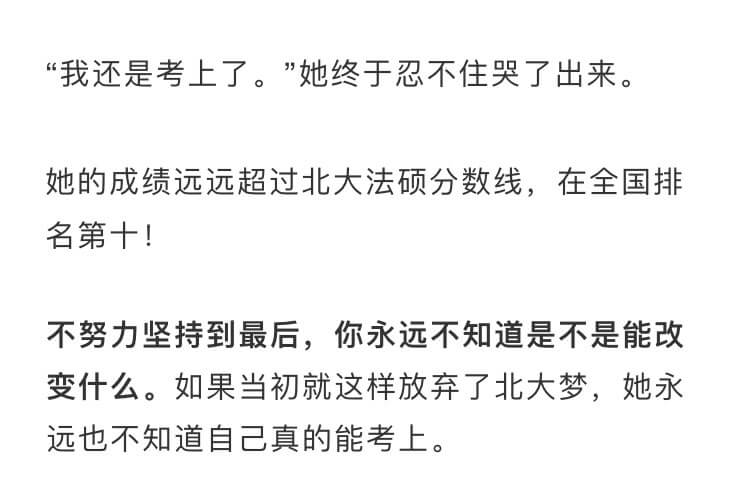 “我还是考上了。”她终于忍不住哭了出来。
她的成绩远远超过北大法硕分数线，在全国排
名第十！
不努力坚持到最后，你永远不知道是不是能改
变什么。如果当初就这样放弃了北大梦，她永
远也不知道自己真的能考上。